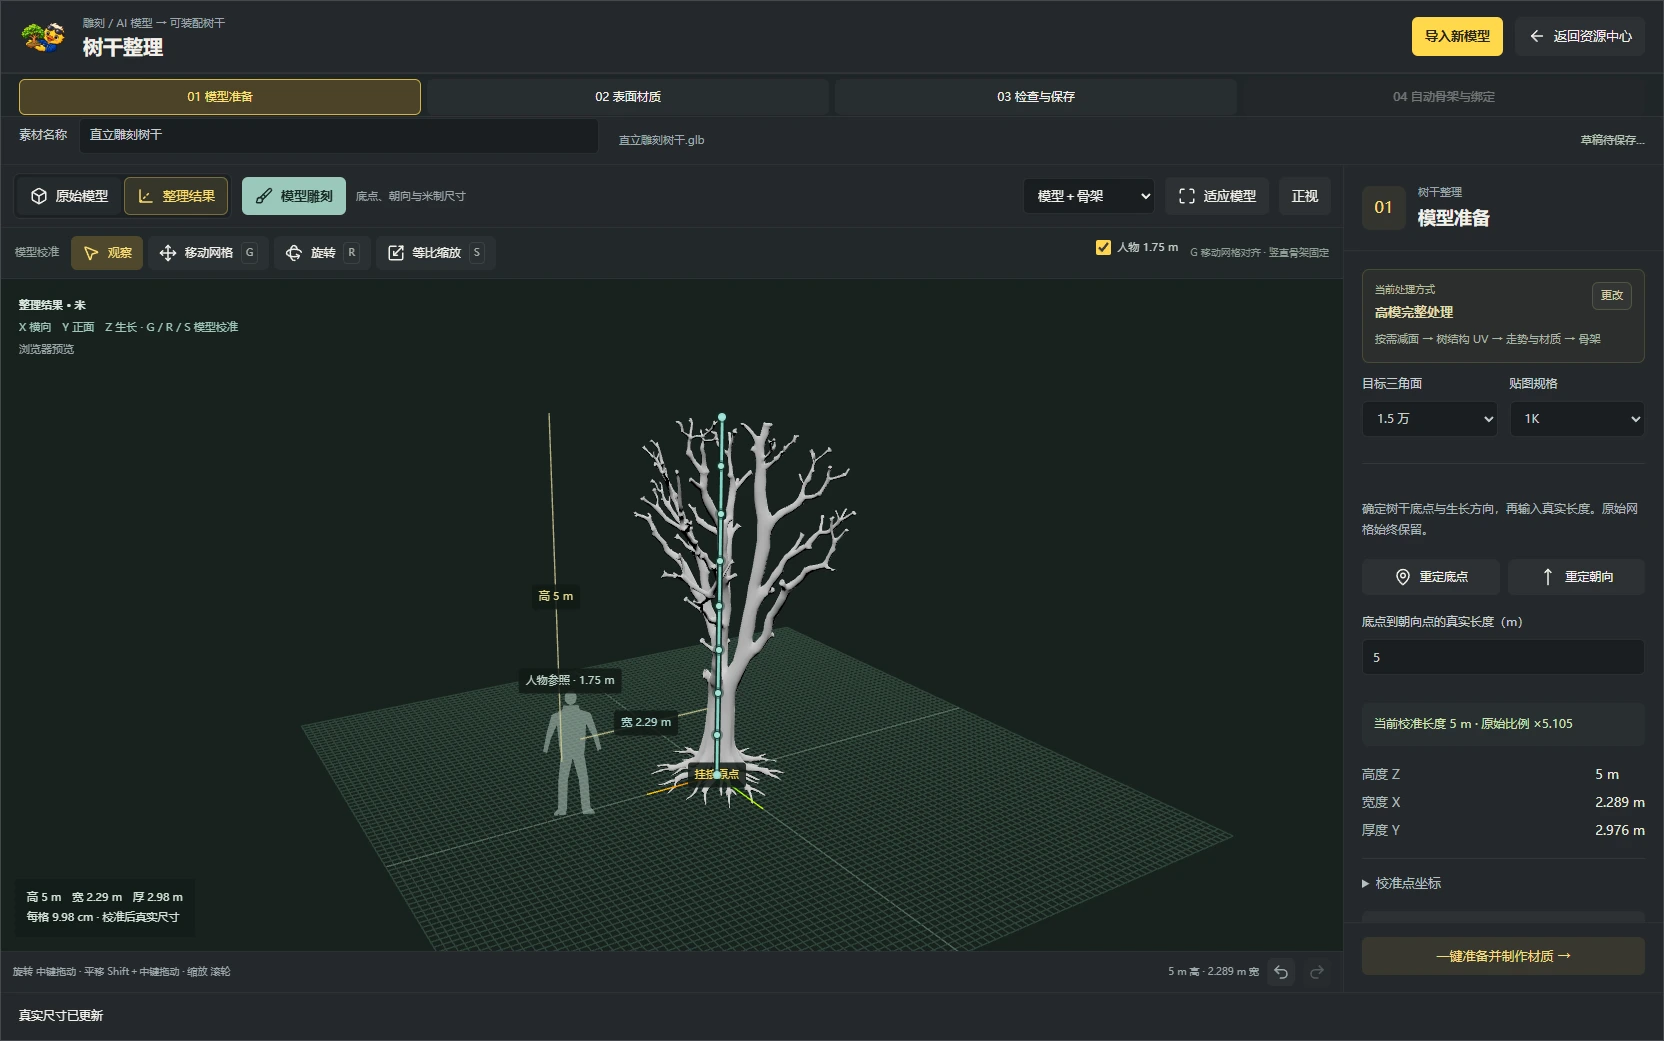 雕刻 / AI 模型 → 可装配树干
树干整理
导入新模型
← 返回资源中心
01 模型准备
02 表面材质
03 检查与保存
04 自动骨架与绑定
素材名称
直立雕刻树干
直立雕刻树干.glb
草稿待保存...
原始模型
整理结果
模型雕刻
底点、朝向与米制尺寸
模型 + 骨架
适应模型
正视
模型校准
观察
移动网格 G
旋转 R
等比缩放 S
人物 1.75 m
G 移动网格对齐 · 竖直骨架固定
整理结果 • 米
X 横向 Y 正面 Z 生长 · G / R / S 模型校准
浏览器预览
高 5 m
人物参照 · 1.75 m
宽 2.29 m
挂接原点
高 5 m 宽 2.29 m 厚 2.98 m
每格 9.98 cm · 校准后真实尺寸
旋转 中键拖动 · 平移 Shift + 中键拖动 · 缩放 滚轮
5 m 高 · 2.289 m 宽
真实尺寸已更新
01
树干整理
模型准备
当前处理方式
高模完整处理
更改
按需减面 → 树结构 UV → 走势与材质 → 骨架
目标三角面
贴图规格
1.5 万
1K
确定树干底点与生长方向，再输入真实长度。原始网
格始终保留。
重定底点
重定朝向
底点到朝向点的真实长度（m）
5
当前校准长度 5 m · 原始比例 ×5.105
高度 Z 5 m
宽度 X 2.289 m
厚度 Y 2.976 m
校准点坐标
一键准备并制作材质 →